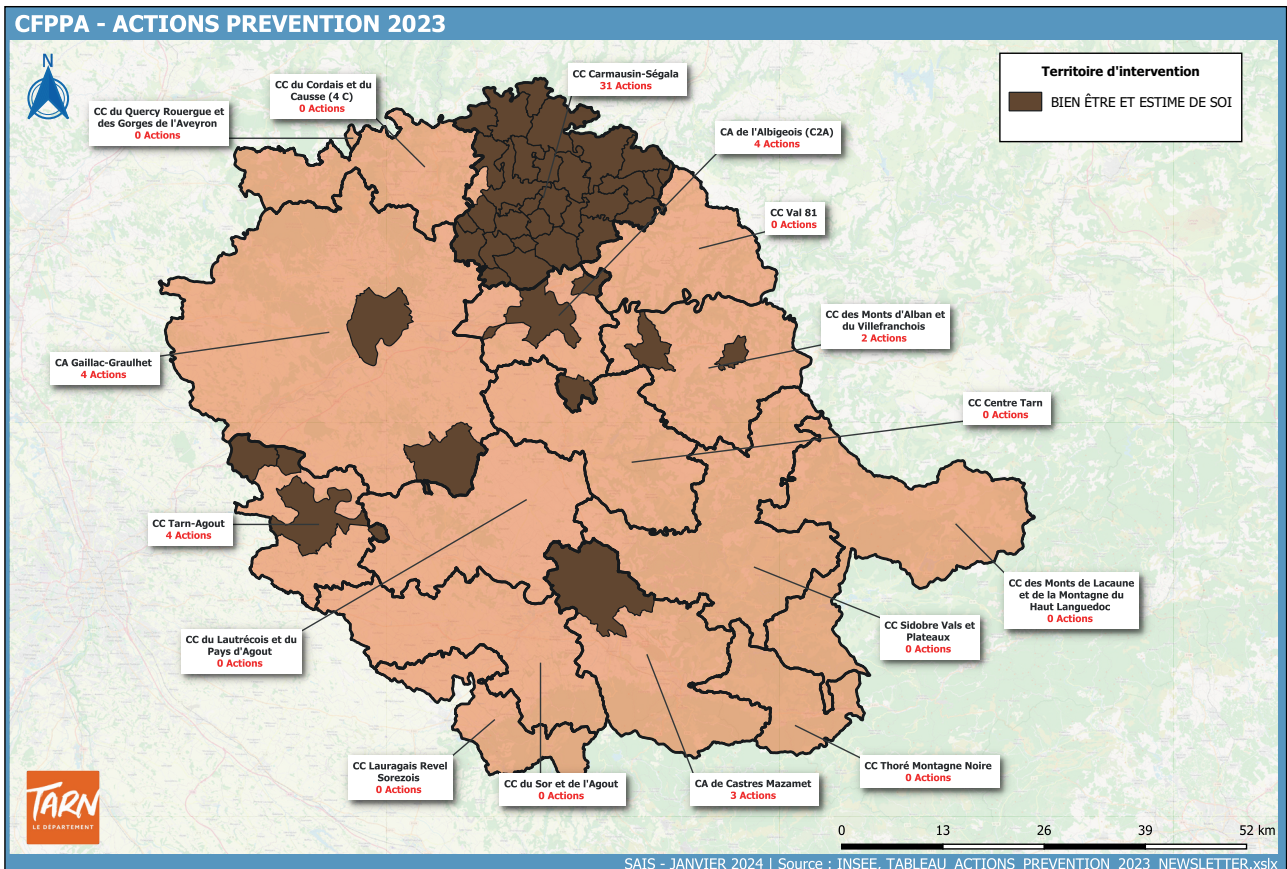 CFPPA - ACTIONS PREVENTION 2023
N
CC du Cordais et du
Causse (4 C)
0 Actions
CC Carmausin-Ségala
31 Actions
Territoire d'intervention
BIEN ÊTRE ET ESTIME DE SOI
CC du Quercy Rouergue et
des Gorges de l'Aveyron
0 Actions
CA de l'Albigeois (C2A)
4 Actions
CC Val 81
0 Actions
CC des Monts d'Alban et
du Villefranchois
2 Actions
CA Gaillac-Graulhet
4 Actions
CC Centre Tarn
0 Actions
CC Tarn-Agout
4 Actions
CC des Monts de Lacaune
et de la Montagne du
Haut Languedoc
0 Actions
CC Sidobre Vals et
Plateaux
0 Actions
CC du Lautrécois et du
Pays d'Agout
0 Actions
CC Lauragais Revel
Sorezois
0 Actions
CC du Sor et de l'Agout
0 Actions
CA de Castres Mazamet
3 Actions
CC Thoré Montagne Noire
0 Actions
TARN
LE DÉPARTEMENT
0 13 26 39 52 km
SAIS - JANVIER 2024 | Source : INSEE, TABLEAU_ACTIONS_PREVENTION_2023_NEWSLETTER.xslx